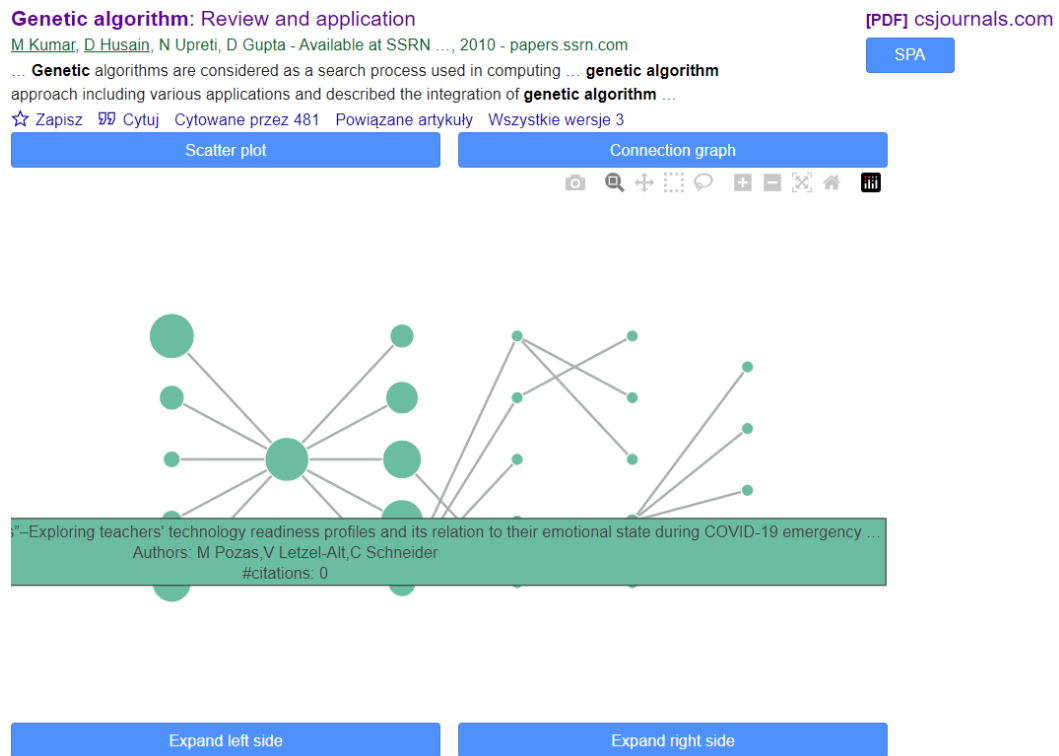 Genetic algorithm: Review and application
[PDF] csjournals.com
M Kumar, D Husain, N Upreti, D Gupta - Available at SSRN …, 2010 - papers.ssrn.com
SPA
… Genetic algorithms are considered as a search process used in computing … genetic algorithm
approach including various applications and described the integration of genetic algorithm …
Zapisz Cytuj Cytowane przez 481 Powiązane artykuły Wszystkie wersje 3
Scatter plot
Connection graph
”–Exploring teachers' technology readiness profiles and its relation to their emotional state during COVID-19 emergency …
Authors: M Pozas,V Letzel-Alt,C Schneider
#citations: 0
Expand left side
Expand right side